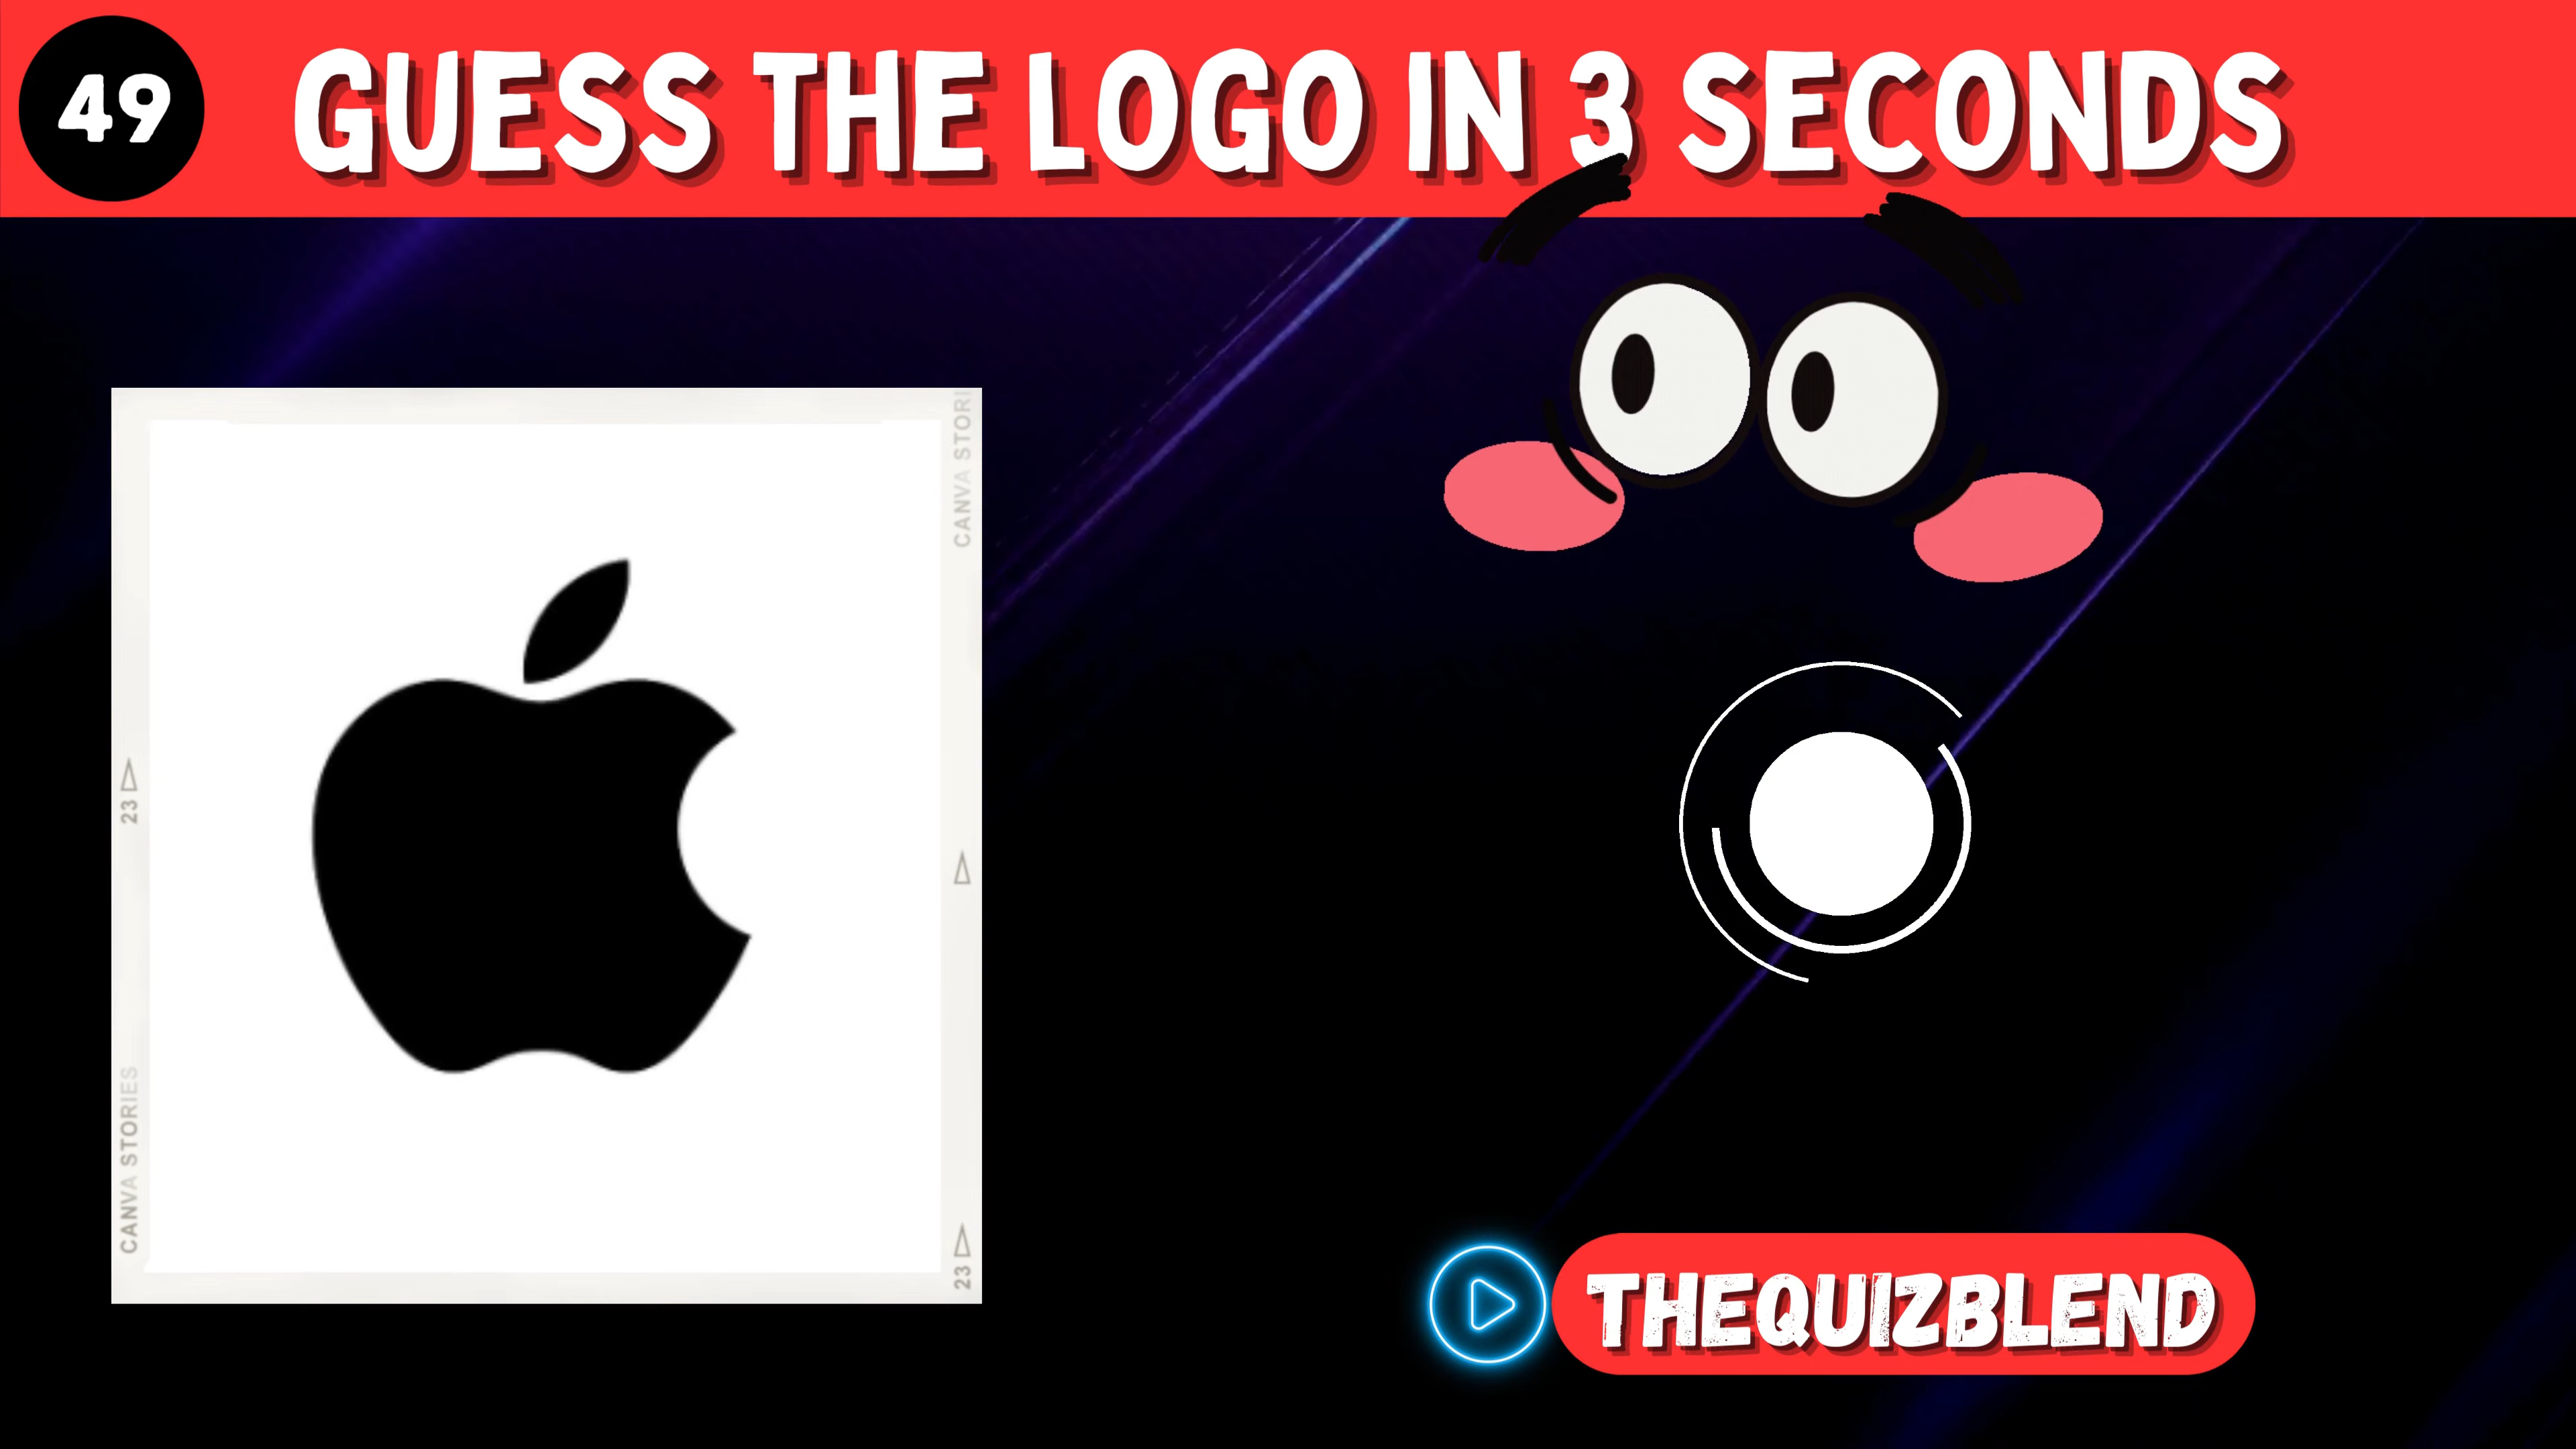 49
GUESS THE LOGO IN 3 SECONDS
CANVA STORI
23
CANVA STORIES
23
THEQUIZBLEND